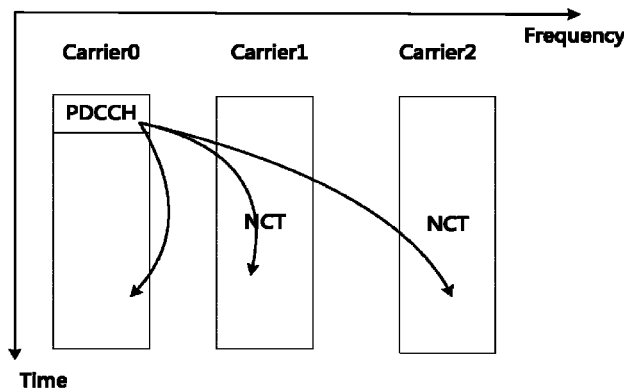 Frequency
Carrier0
Carrier1
Carrier2
PDCCH
NCT
NCT
Time